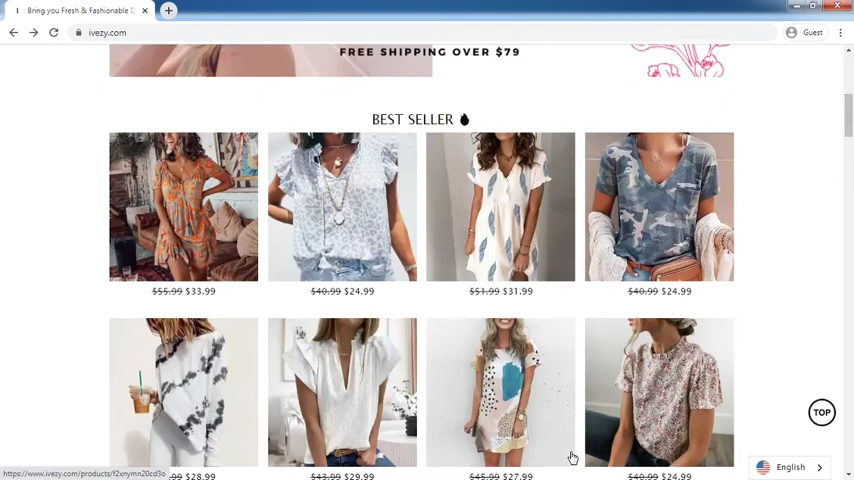 Bring you Fresh & Fashionable D
ivezy.com
Guest
FREE SHIPPING OVER $79
BEST SELLER
$55.99 $33.99
$40.99 $24.99
$51.99 $31.99
$40.99 $24.99
TOP
English
https://www.ivezy.com/products/f2xnymn20cd3o
.99 $28.99
$43.99 $29.99
$45.99 $27.99
$40.99 $24.99